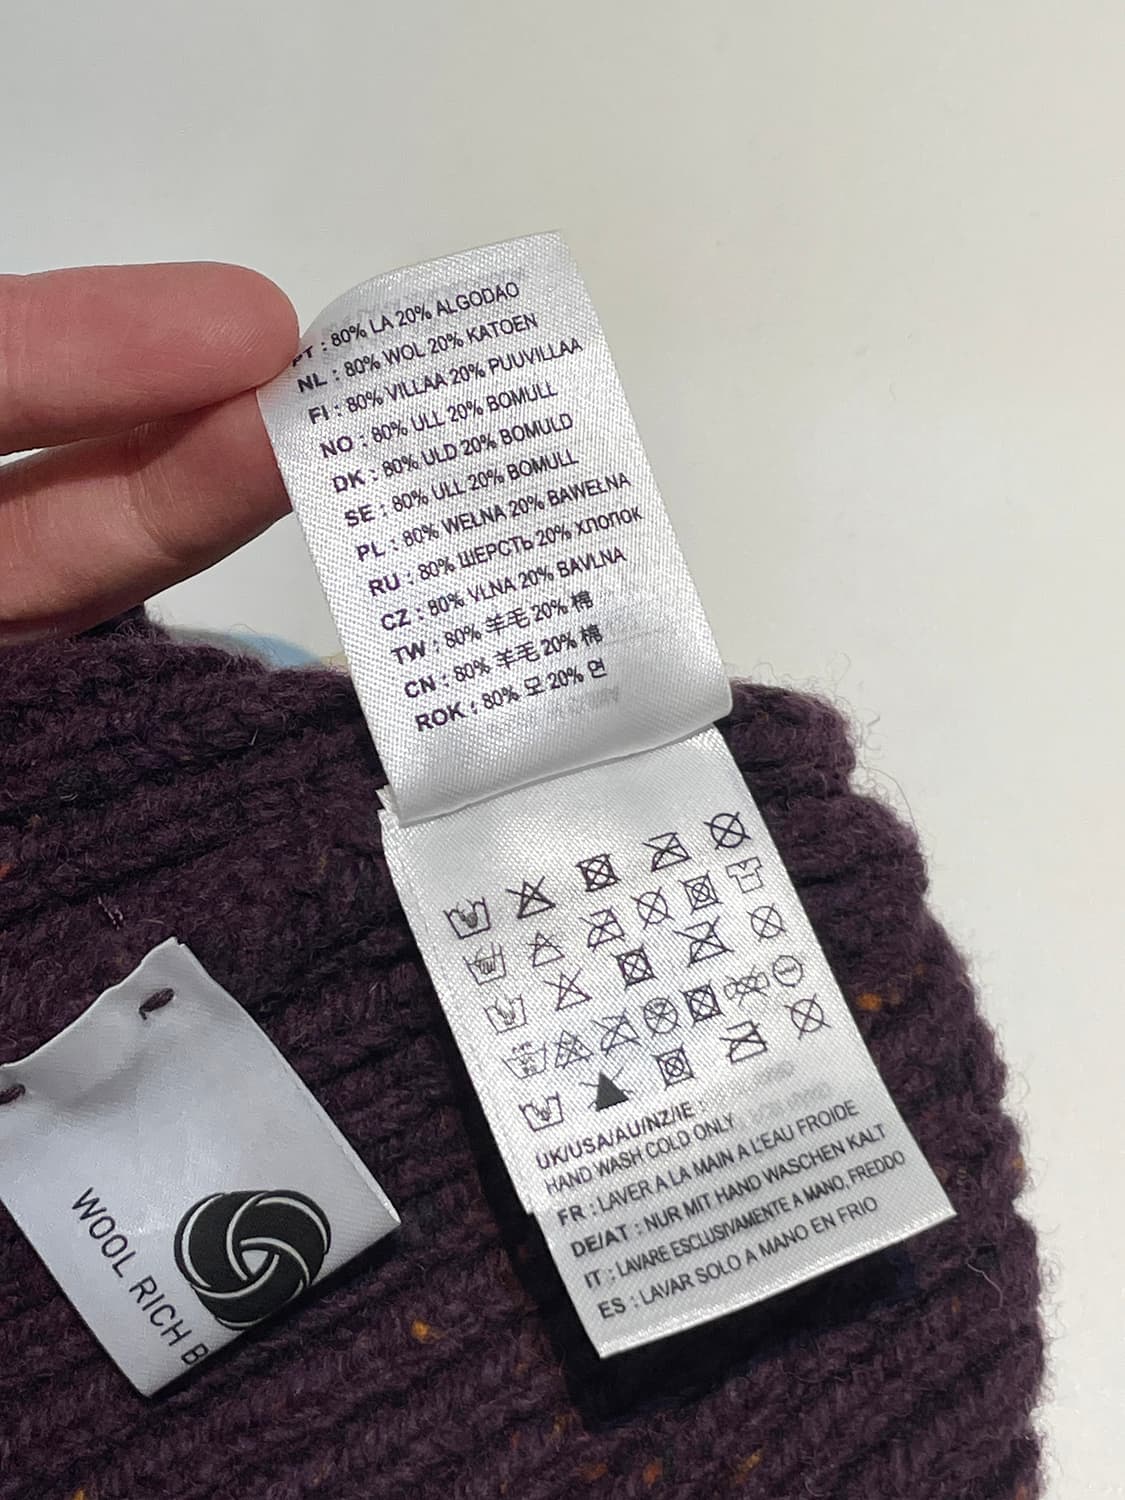 PT : 80% LA 20% ALGODAO
NL : 80% WOL 20% KATOEN
FI : 80% VILLAA 20% PUUVILLAA
NO : 80% ULL 20% BOMULL
DK : 80% ULD 20% BOMULD
SE : 80% ULL 20% BOMULL
PL : 80% WEŁNA 20% BAWEŁNA
RU : 80% ШЕРСТЬ 20% ХЛОПОК
CZ : 80% VLNA 20% BAVLNA
TW : 80% 羊毛 20% 棉
CN : 80% 羊毛 20% 棉
ROK : 80% 모 20% 면
UK/USA/AU/NZ/IE :
HAND WASH COLD ONLY
FR : LAVER A LA MAIN A L'EAU FROIDE
DE/AT : NUR MIT HAND WASCHEN KALT
IT : LAVARE ESCLUSIVAMENTE A MANO, FREDDO
ES : LAVAR SOLO A MANO EN FRIO
WOOL RICH B